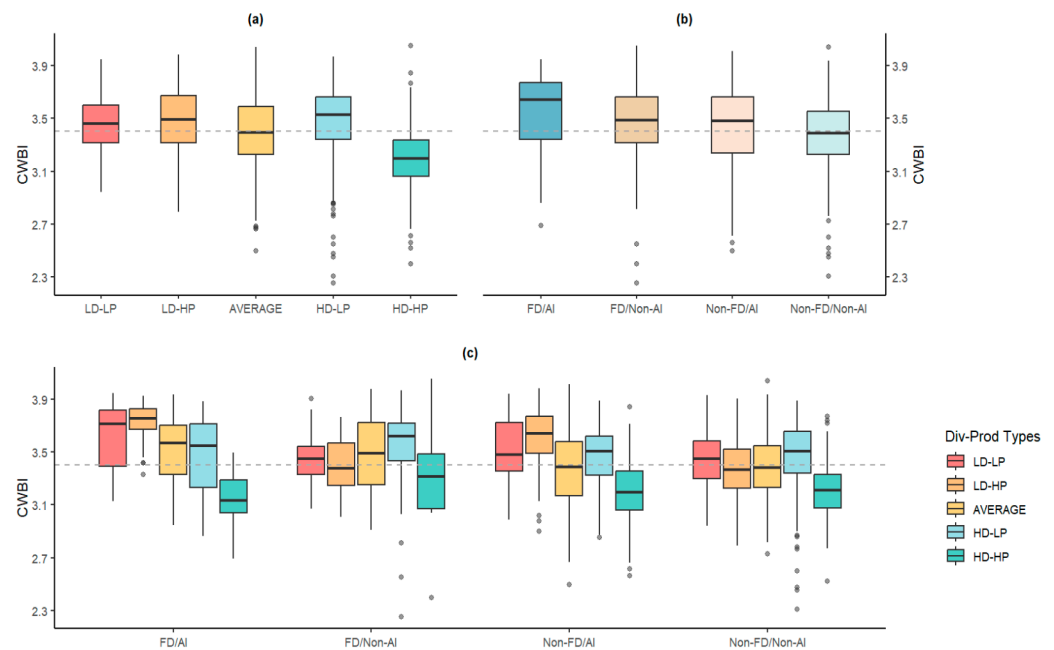 (a)
(b)
3.9
3.5
3.1
2.7
2.3
CWBI
LD-LP
LD-HP
AVERAGE
HD-LP
HD-HP
3.9
3.5
3.1
2.7
2.3
CWBI
FD/AI
FD/Non-AI
Non-FD/AI
Non-FD/Non-AI
(c)
3.9
3.5
3.1
2.7
2.3
CWBI
FD/AI
FD/Non-AI
Non-FD/AI
Non-FD/Non-AI
Div-Prod Types
LD-LP
LD-HP
AVERAGE
HD-LP
HD-HP